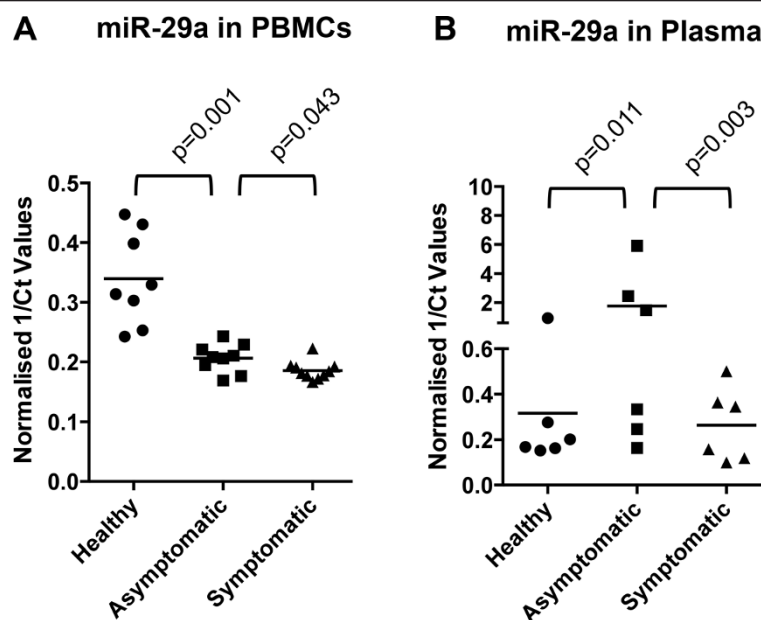 A miR-29a in PBMCs
p=0.001
p=0.043
Normalised 1/Ct Values
0.5
0.4
0.3
0.2
0.1
0.0
Healthy
Asymptomatic
Symptomatic
B miR-29a in Plasma
p=0.011
p=0.003
Normalised 1/Ct Values
10
8
6
4
2
0.6
0.4
0.2
0.0
Healthy
Asymptomatic
Symptomatic